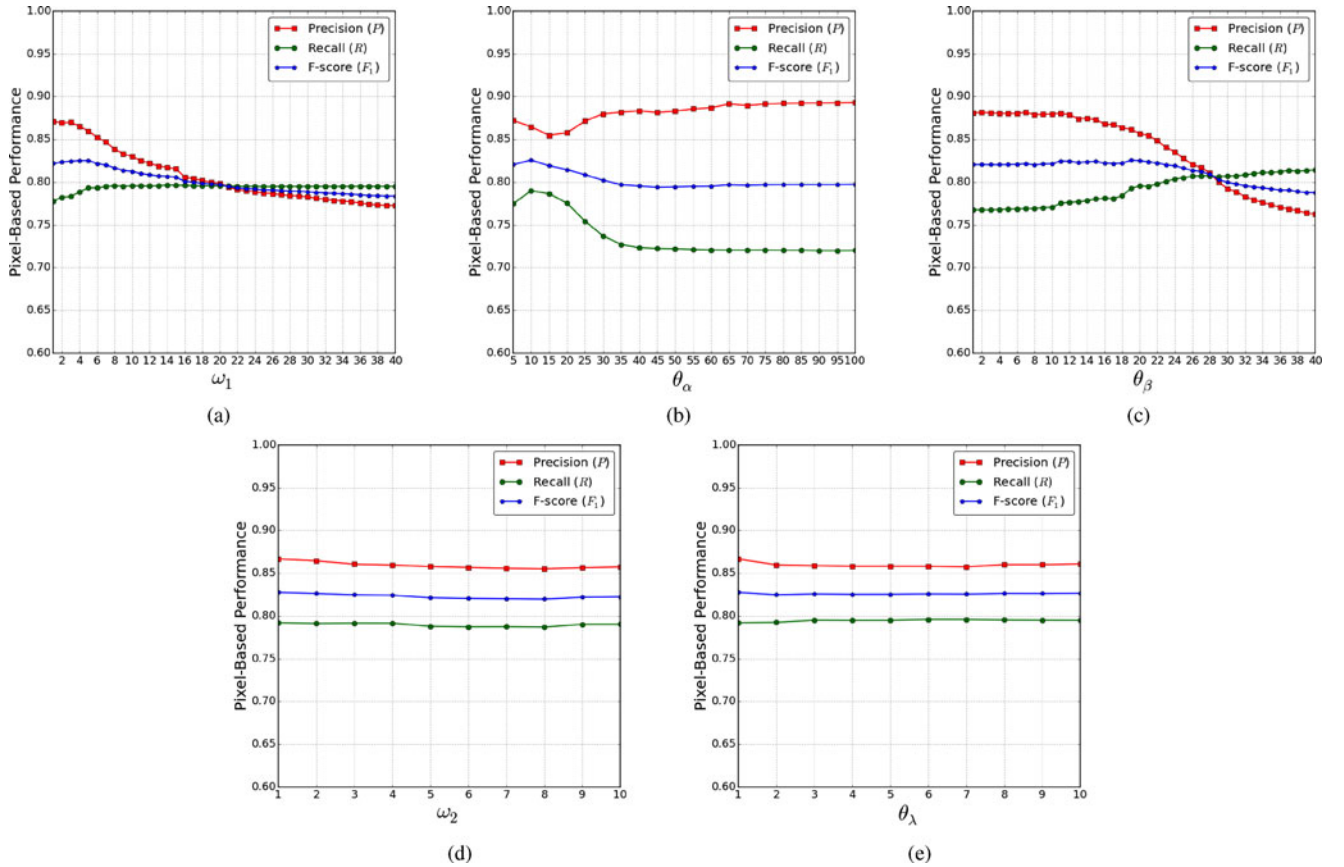 1.00
0.95
0.90
0.85
0.80
0.75
0.70
0.65
0.60
Pixel-Based Performance
Precision (P)
Recall (R)
F-score (F₁)
2 4 6 8 10 12 14 16 18 20 22 24 26 28 30 32 34 36 38 40
ω₁
(a)
1.00
0.95
0.90
0.85
0.80
0.75
0.70
0.65
0.60
Pixel-Based Performance
Precision (P)
Recall (R)
F-score (F₁)
5 10 15 20 25 30 35 40 45 50 55 60 65 70 75 80 85 90 95 100
θα
(b)
1.00
0.95
0.90
0.85
0.80
0.75
0.70
0.65
0.60
Pixel-Based Performance
Precision (P)
Recall (R)
F-score (F₁)
2 4 6 8 10 12 14 16 18 20 22 24 26 28 30 32 34 36 38 40
θβ
(c)
1.00
0.95
0.90
0.85
0.80
0.75
0.70
0.65
0.60
Pixel-Based Performance
Precision (P)
Recall (R)
F-score (F₁)
1 2 3 4 5 6 7 8 9 10
ω₂
(d)
1.00
0.95
0.90
0.85
0.80
0.75
0.70
0.65
0.60
Pixel-Based Performance
Precision (P)
Recall (R)
F-score (F₁)
1 2 3 4 5 6 7 8 9 10
θλ
(e)